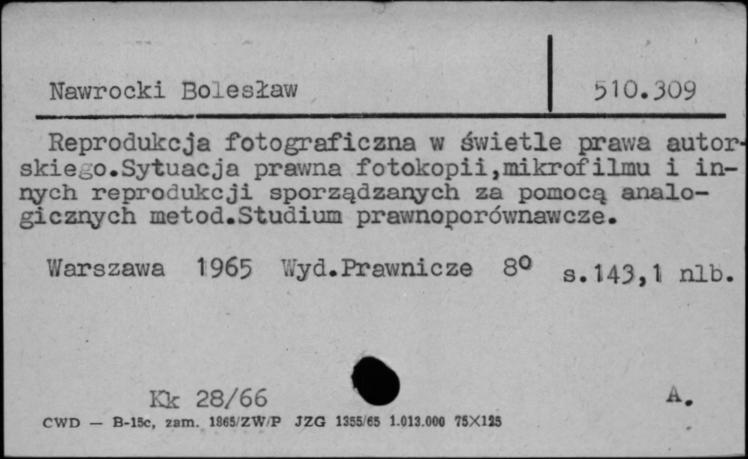 Nawrocki Bolesław 510.309
Reprodukcja fotograficzna w świetle prawa autor-
skiego.Sytuacja prawna fotokopii,mikrofilmu i in-
nych reprodukcji sporządzanych za pomocą analo-
gicznych metod.Studium prawnoporównawcze.
Warszawa 1965 Wyd.Prawnicze 8º s.143,1 nlb.
Kk 28/66 A.
CWD — B-15c, zam. 1865/ZW/P JZG 1355/65 1.013.000 75X125